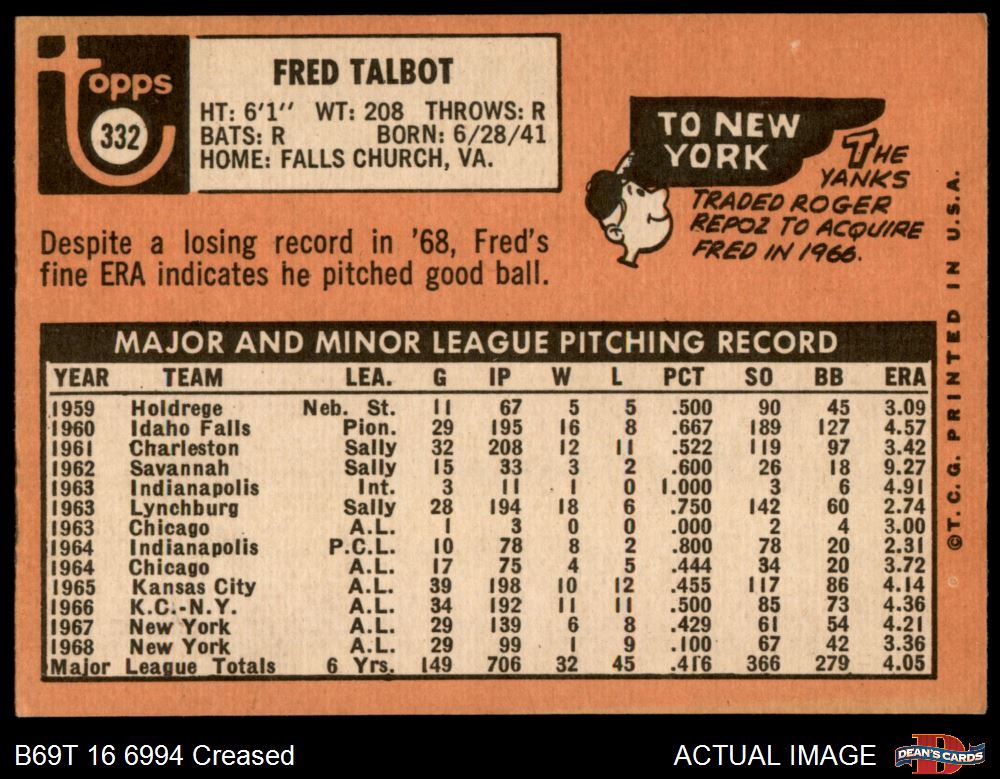 Topps
332
FRED TALBOT
HT: 6'1'' WT: 208 THROWS: R
BATS: R BORN: 6/28/41
HOME: FALLS CHURCH, VA.
Despite a losing record in '68, Fred's
fine ERA indicates he pitched good ball.
TO NEW
YORK
THE
YANKS
TRADED ROGER
REPOZ TO ACQUIRE
FRED IN 1966.
MAJOR AND MINOR LEAGUE PITCHING RECORD
YEAR TEAM LEA. G IP W L PCT SO BB ERA
1959 Holdrege Neb. St. 11 67 5 5 .500 90 45 3.09
1960 Idaho Falls Pion. 29 195 16 8 .667 189 127 4.57
1961 Charleston Sally 32 208 12 11 .522 119 97 3.42
1962 Savannah Sally 15 33 3 2 .600 26 18 9.27
1963 Indianapolis Int. 3 11 1 0 1.000 3 6 4.91
1963 Lynchburg Sally 28 194 18 6 .750 142 60 2.74
1963 Chicago A.L. 1 3 0 0 .000 2 4 3.00
1964 Indianapolis P.C.L. 10 78 8 2 .800 78 20 2.31
1964 Chicago A.L. 17 75 4 5 .444 34 20 3.72
1965 Kansas City A.L. 39 198 10 12 .455 117 86 4.14
1966 K.C.-N.Y. A.L. 34 192 11 11 .500 85 73 4.36
1967 New York A.L. 29 139 6 8 .429 61 54 4.21
1968 New York A.L. 29 99 1 9 .100 67 42 3.36
Major League Totals 6 Yrs. 149 706 32 45 .416 366 279 4.05
©T. C. G. PRINTED IN U.S.A.
B69T 16 6994 Creased
ACTUAL IMAGE
DEAN'S CARDS